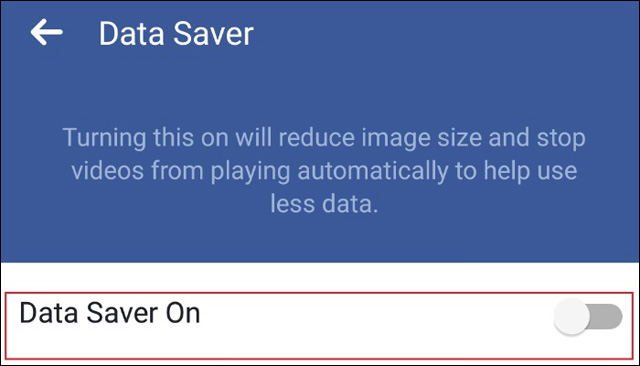 Data Saver
Turning this on will reduce image size and stop
videos from playing automatically to help use
less data.
Data Saver On